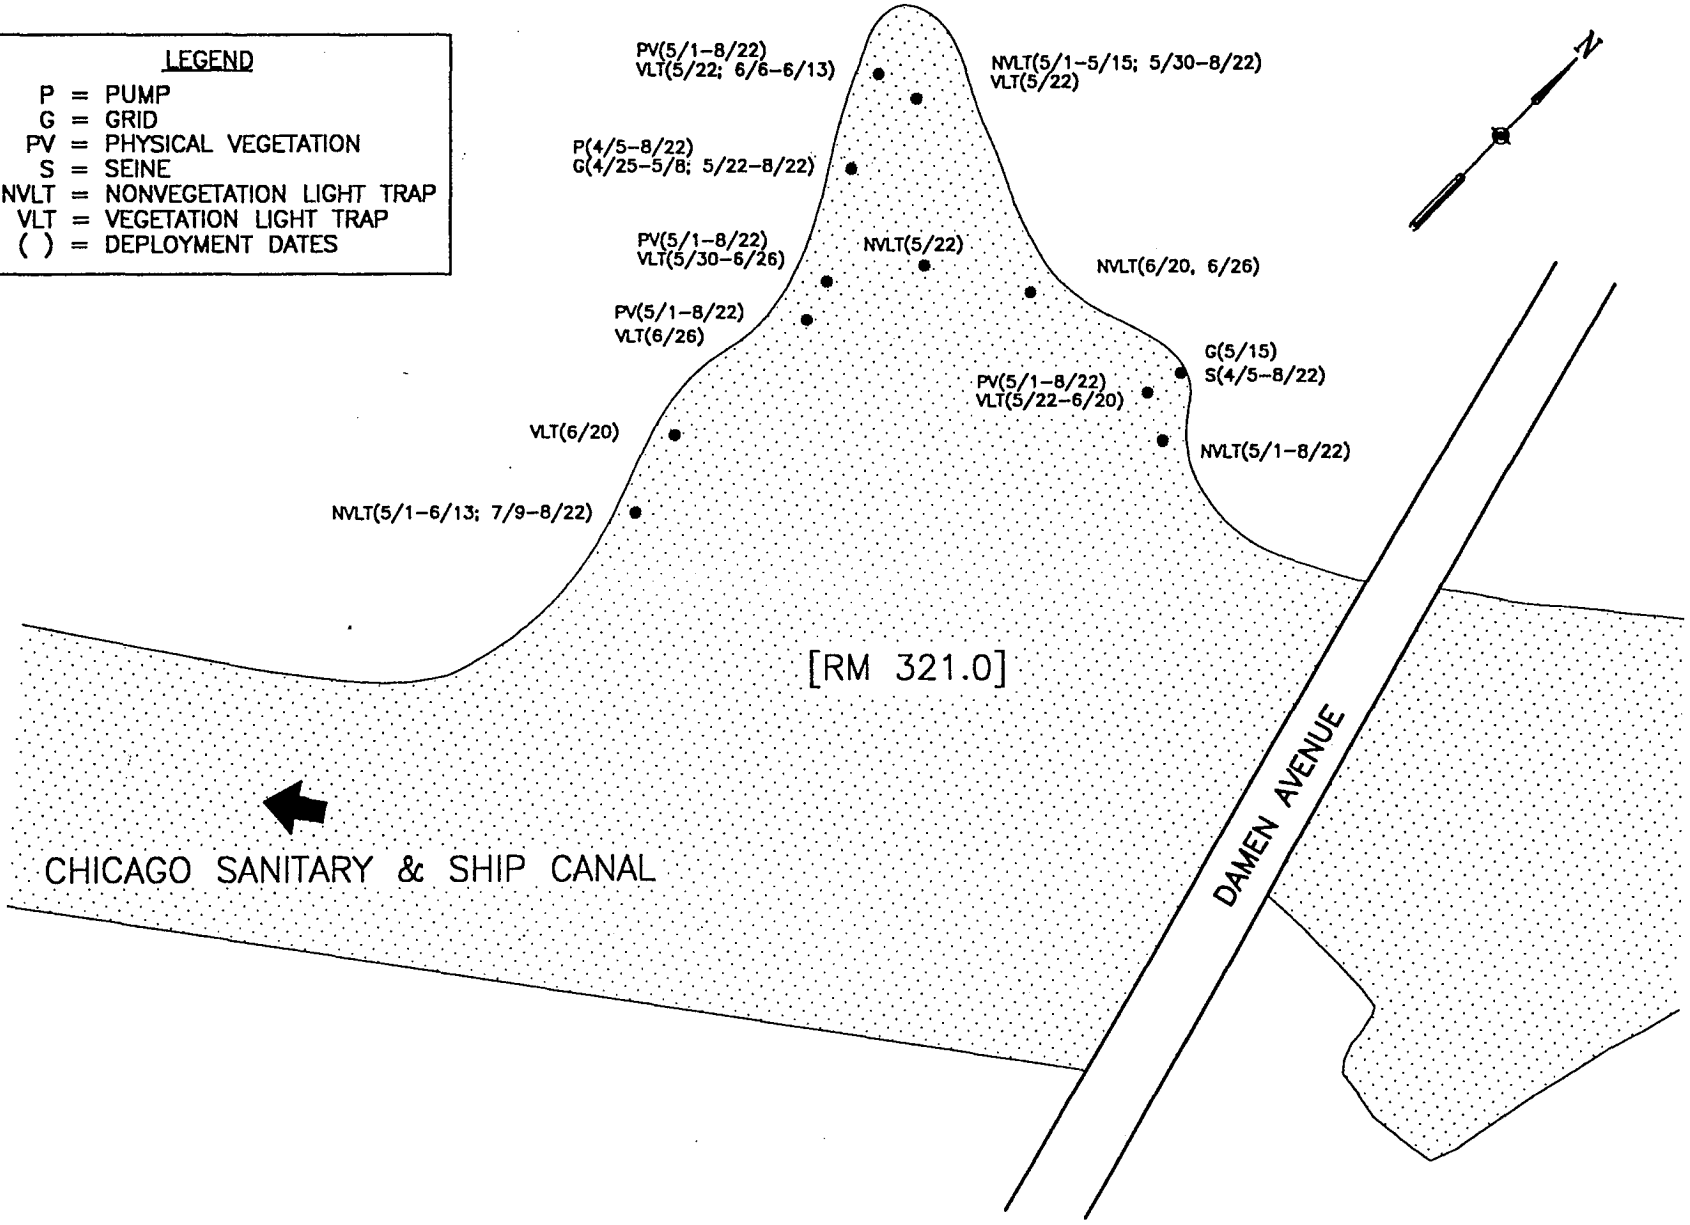 LEGEND
P = PUMP
G = GRID
PV = PHYSICAL VEGETATION
S = SEINE
NVLT = NONVEGETATION LIGHT TRAP
VLT = VEGETATION LIGHT TRAP
( ) = DEPLOYMENT DATES
PV(5/1-8/22)
VLT(5/22; 6/6-6/13)
NVLT(5/1-5/15; 5/30-8/22)
VLT(5/22)
N
P(4/5-8/22)
G(4/25-5/8; 5/22-8/22)
PV(5/1-8/22)
VLT(5/30-6/26)
NVLT(5/22)
NVLT(6/20, 6/26)
PV(5/1-8/22)
VLT(6/26)
G(5/15)
S(4/5-8/22)
PV(5/1-8/22)
VLT(5/22-6/20)
VLT(6/20)
NVLT(5/1-8/22)
NVLT(5/1-6/13; 7/9-8/22)
[RM 321.0]
DAMEN AVENUE
CHICAGO SANITARY & SHIP CANAL